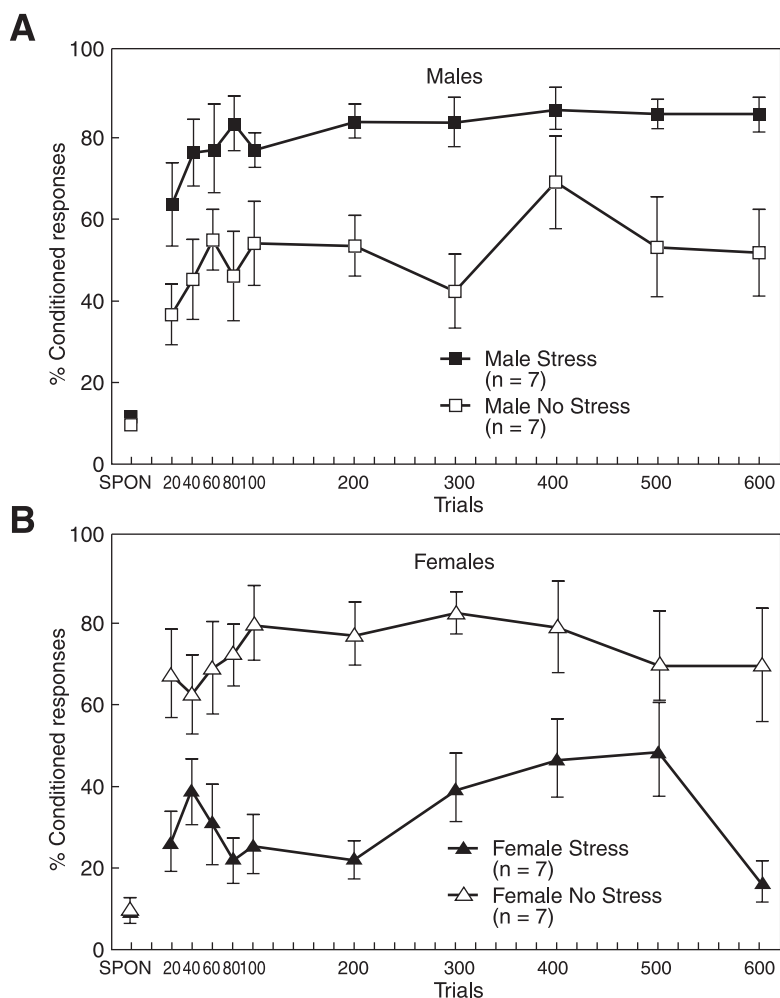 A
100
Males
80
60
40
20
0
% Conditioned responses
Male Stress
(n = 7)
Male No Stress
(n = 7)
SPON 20 40 60 80 100 200 300 400 500 600
Trials
B
100
Females
80
60
40
20
0
% Conditioned responses
Female Stress
(n = 7)
Female No Stress
(n = 7)
SPON 20 40 60 80 100 200 300 400 500 600
Trials